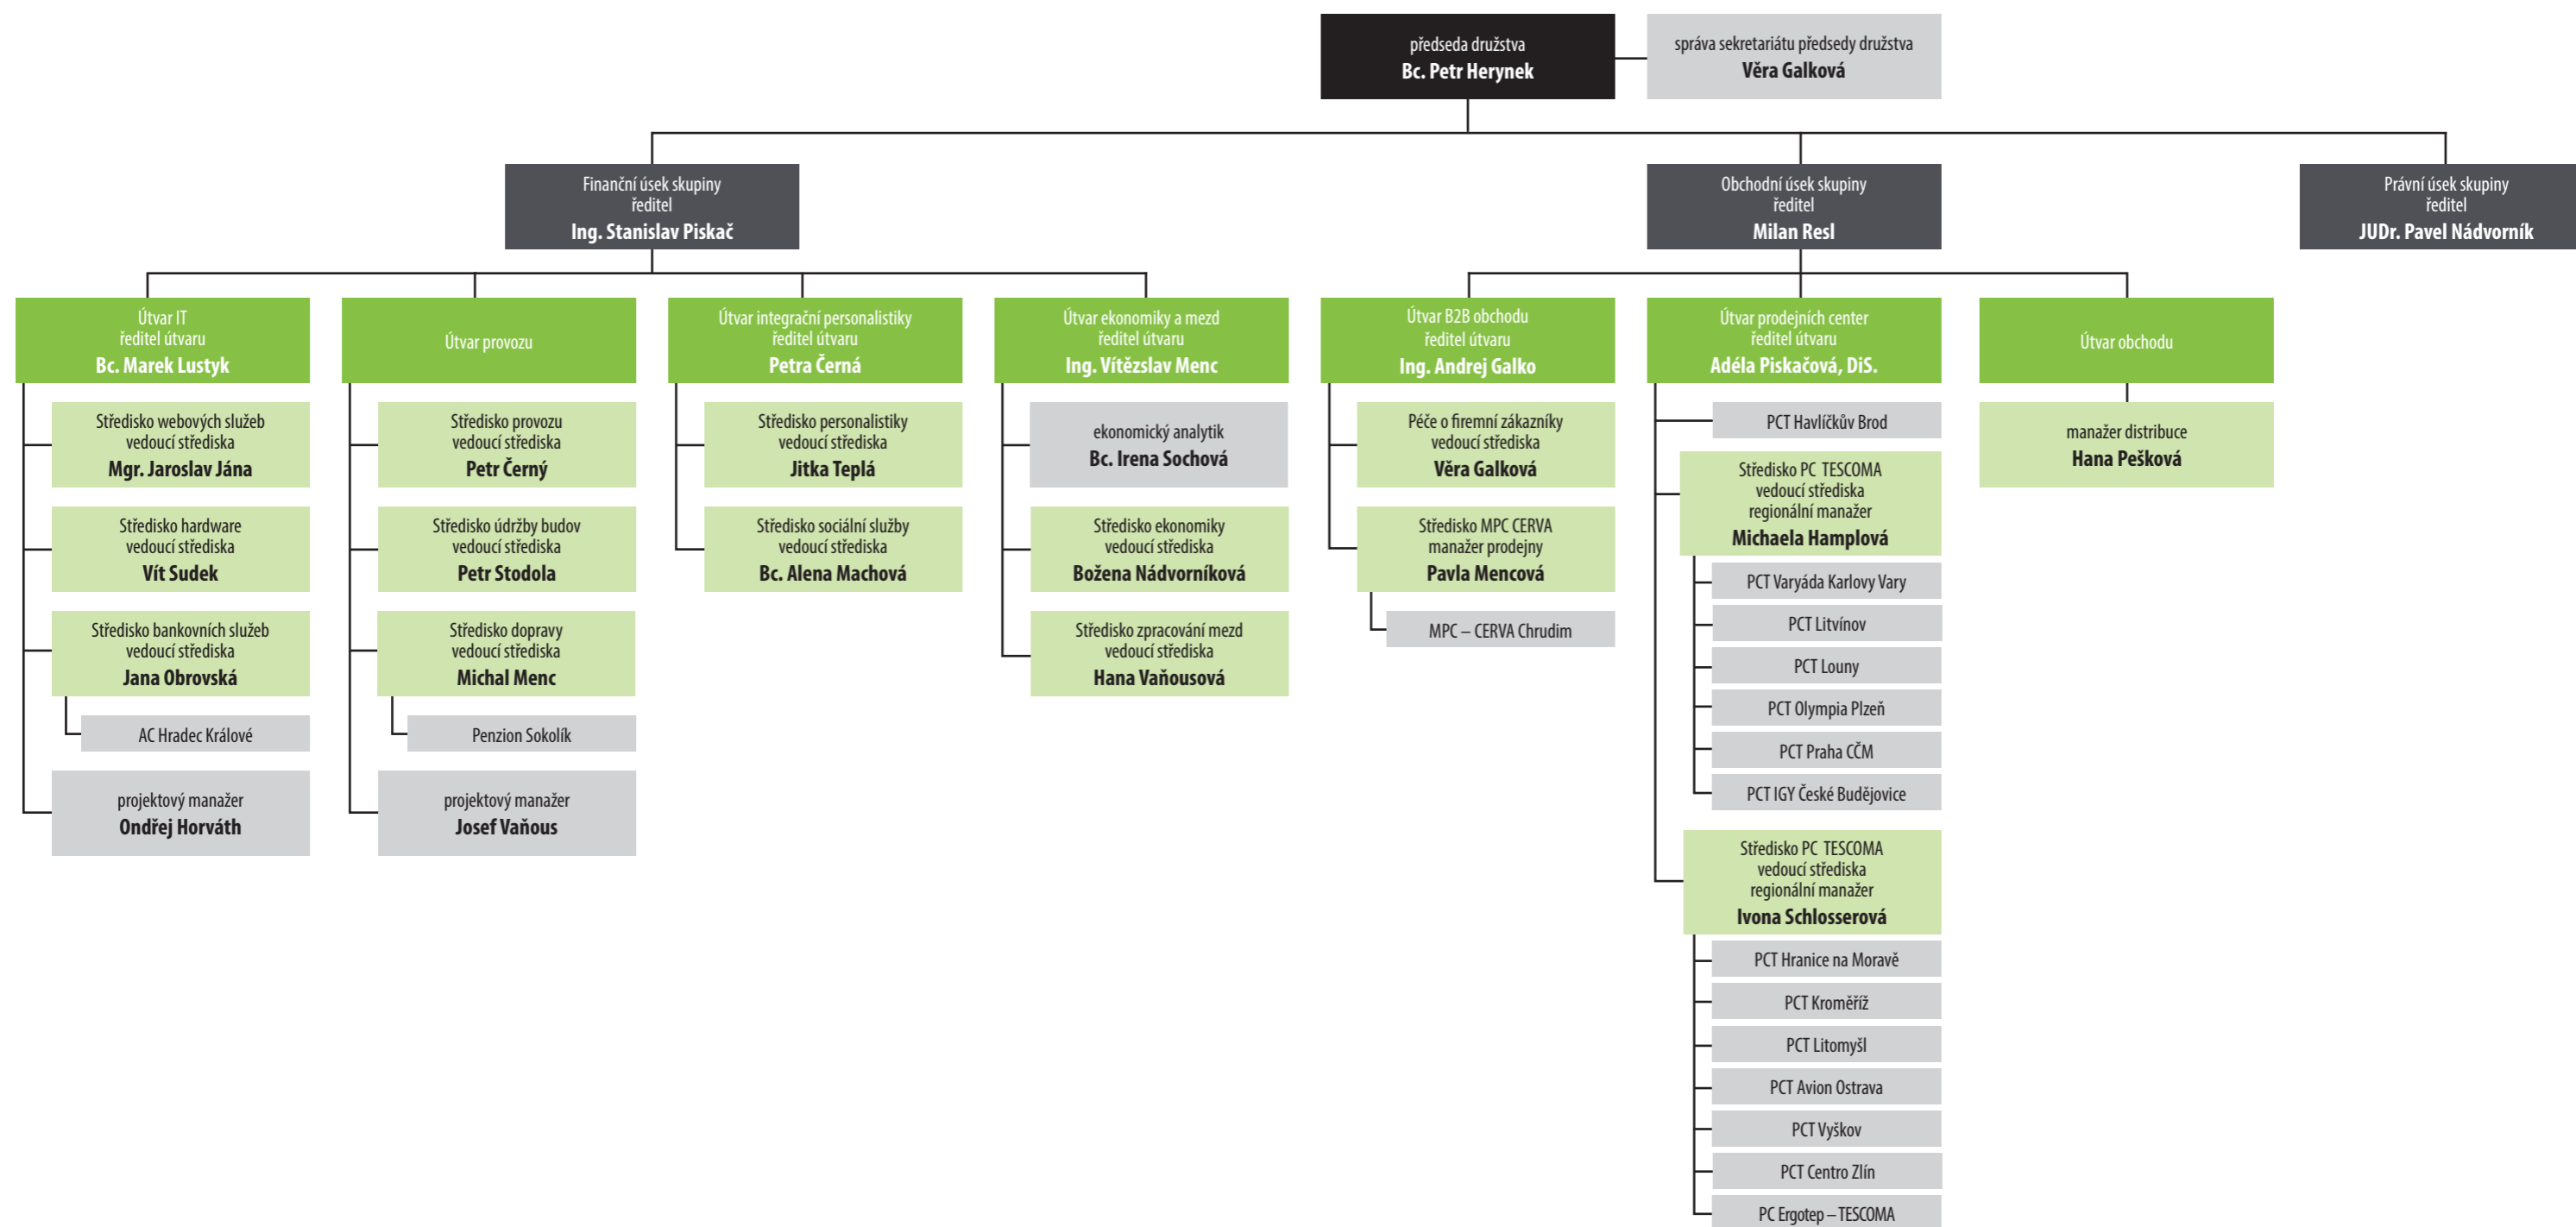 předseda družstva
Bc. Petr Herynek
správa sekretariátu předsedy družstva
Věra Galková
Finanční úsek skupiny
ředitel
Ing. Stanislav Piskač
Obchodní úsek skupiny
ředitel
Milan Resl
Právní úsek skupiny
ředitel
JUDr. Pavel Nádvorník
Útvar IT
ředitel útvaru
Bc. Marek Lustyk
Středisko webových služeb
vedoucí střediska
Mgr. Jaroslav Jána
Středisko hardware
vedoucí střediska
Vít Sudek
Středisko bankovních služeb
vedoucí střediska
Jana Obrovská
AC Hradec Králové
projektový manažer
Ondřej Horváth
Útvar provozu
Středisko provozu
vedoucí střediska
Petr Černý
Středisko údržby budov
vedoucí střediska
Petr Stodola
Středisko dopravy
vedoucí střediska
Michal Menc
Penzion Sokolík
projektový manažer
Josef Vaňous
Útvar integrační personalistiky
ředitel útvaru
Petra Černá
Středisko personalistiky
vedoucí střediska
Jitka Teplá
Středisko sociální služby
vedoucí střediska
Bc. Alena Machová
Útvar ekonomiky a mezd
ředitel útvaru
Ing. Vítězslav Menc
ekonomický analytik
Bc. Irena Sochová
Středisko ekonomiky
vedoucí střediska
Božena Nádvorníková
Středisko zpracování mezd
vedoucí střediska
Hana Vaňousová
Útvar B2B obchodu
ředitel útvaru
Ing. Andrej Galko
Péče o firemní zákazníky
vedoucí střediska
Věra Galková
Středisko MPC CERVA
manažer prodejny
Pavla Mencová
MPC – CERVA Chrudim
Útvar prodejních center
ředitel útvaru
Adéla Piskačová, DiS.
PCT Havlíčkův Brod
Středisko PC TESCOMA
vedoucí střediska
regionální manažer
Michaela Hamplová
PCT Varyáda Karlovy Vary
PCT Litvínov
PCT Louny
PCT Olympia Plzeň
PCT Praha CČM
PCT IGY České Budějovice
Středisko PC TESCOMA
vedoucí střediska
regionální manažer
Ivona Schlosserová
PCT Hranice na Moravě
PCT Kroměříž
PCT Litomyšl
PCT Avion Ostrava
PCT Vyškov
PCT Centro Zlín
PC Ergotep – TESCOMA
Útvar obchodu
manažer distribuce
Hana Pešková